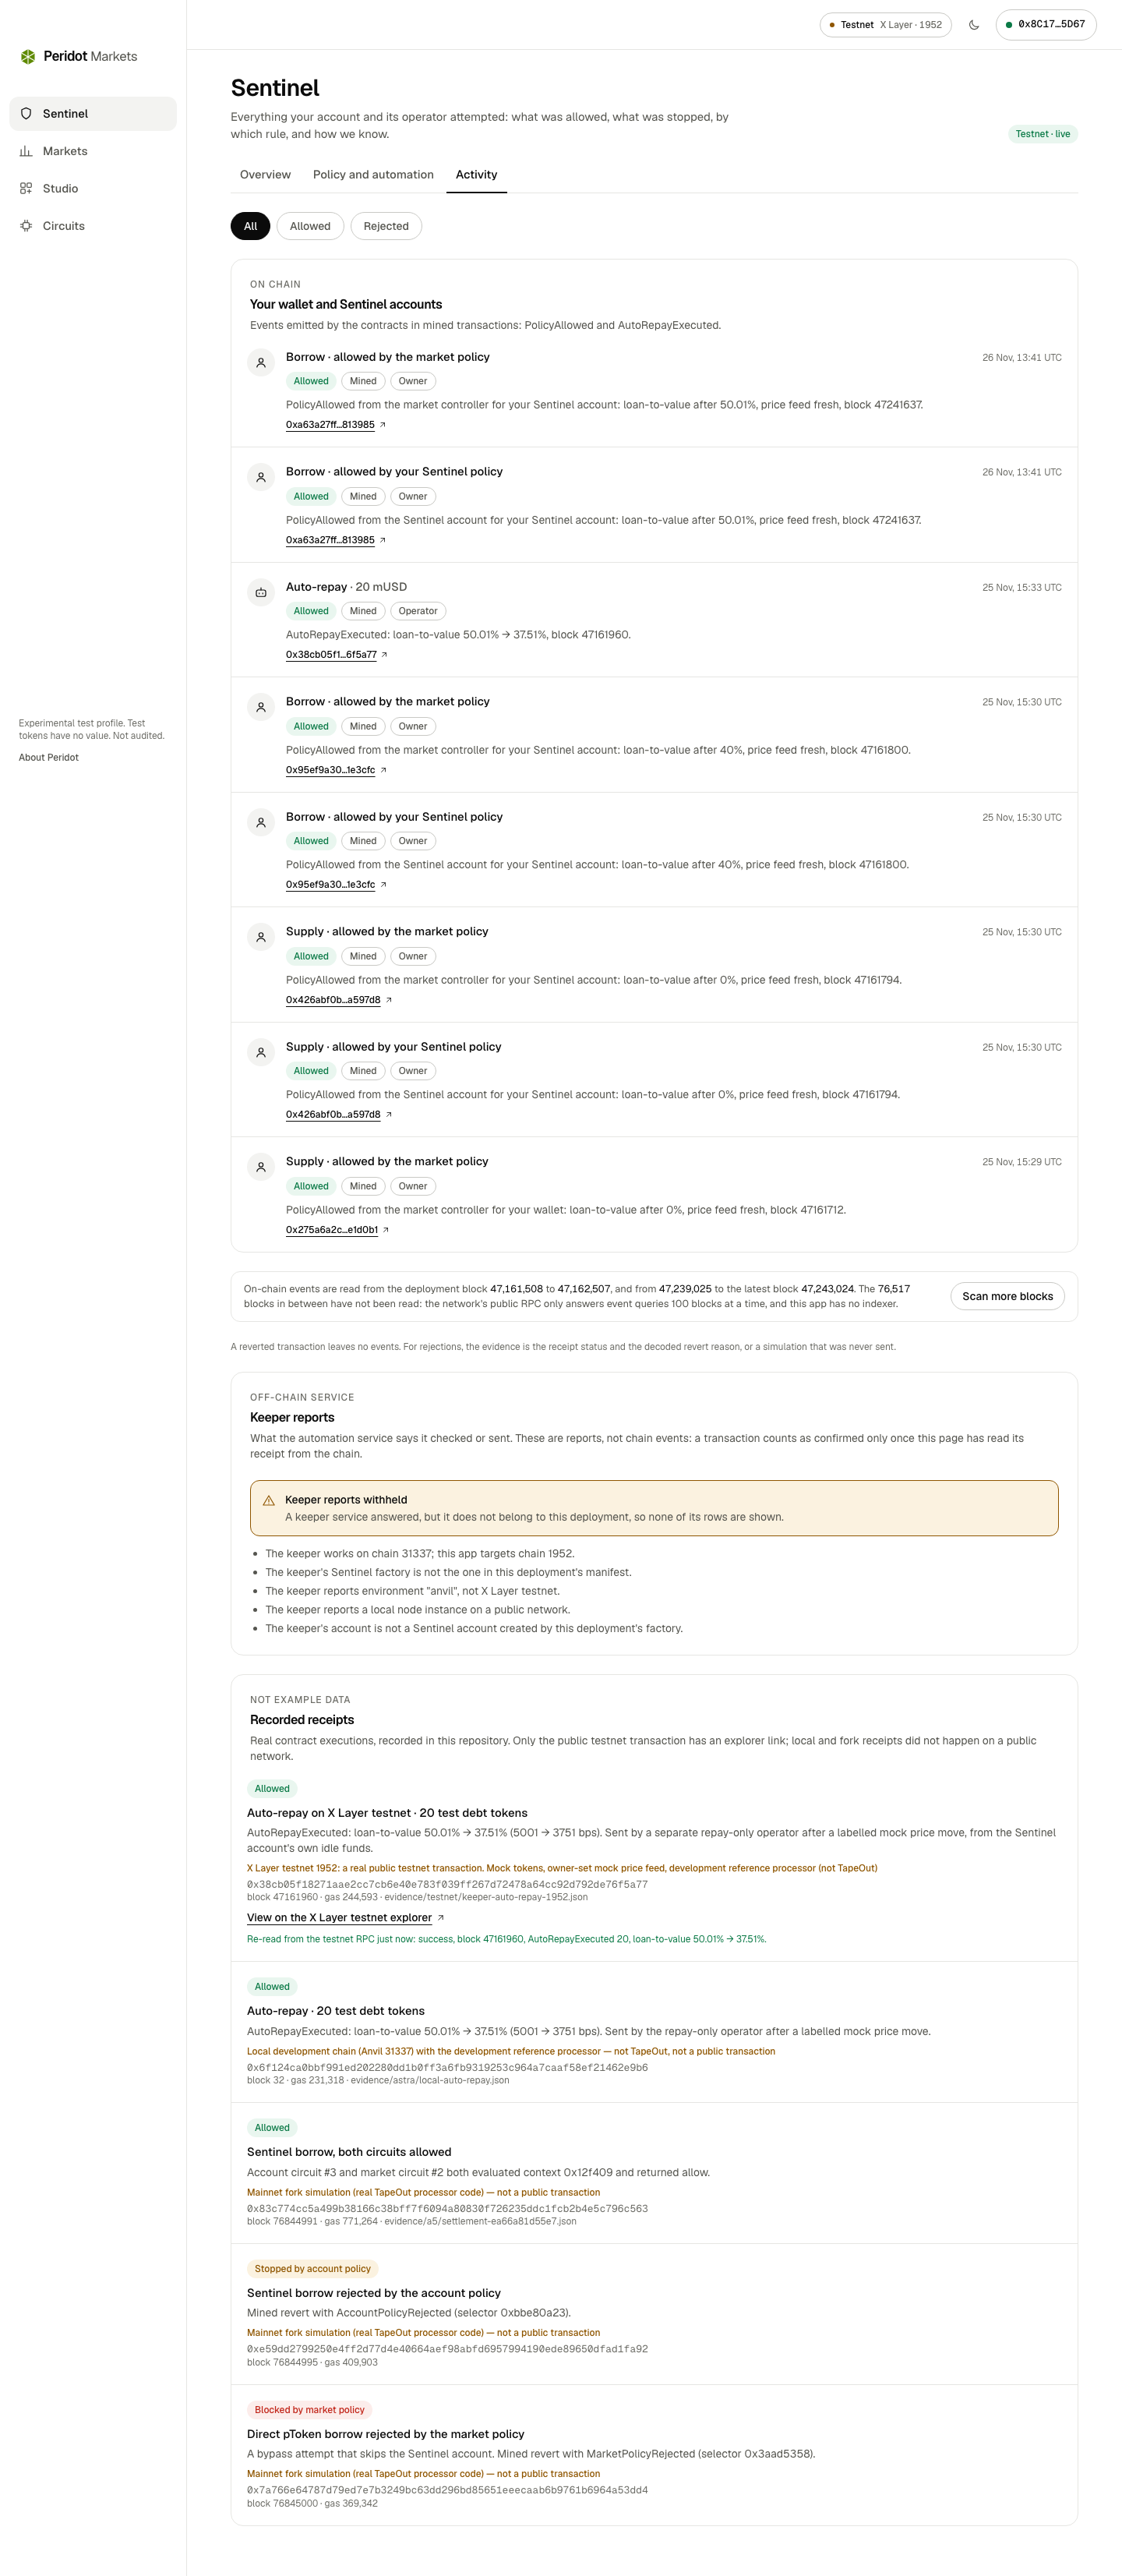 Peridot Markets
Sentinel
Markets
Studio
Circuits
Experimental test profile. Test
tokens have no value. Not audited.
About Peridot
Testnet X Layer · 1952
0x8C17…5D67
Sentinel
Everything your account and its operator attempted: what was allowed, what was stopped, by
which rule, and how we know.
Testnet · live
Overview
Policy and automation
Activity
All
Allowed
Rejected
ON CHAIN
Your wallet and Sentinel accounts
Events emitted by the contracts in mined transactions: PolicyAllowed and AutoRepayExecuted.
Borrow · allowed by the market policy
26 Nov, 13:41 UTC
Allowed Mined Owner
PolicyAllowed from the market controller for your Sentinel account: loan-to-value after 50.01%, price feed fresh, block 47241637.
0xa63a27ff…813985
Borrow · allowed by your Sentinel policy
26 Nov, 13:41 UTC
Allowed Mined Owner
PolicyAllowed from the Sentinel account for your Sentinel account: loan-to-value after 50.01%, price feed fresh, block 47241637.
0xa63a27ff…813985
Auto-repay · 20 mUSD
25 Nov, 15:33 UTC
Allowed Mined Operator
AutoRepayExecuted: loan-to-value 50.01% → 37.51%, block 47161960.
0x38cb05f1…6f5a77
Borrow · allowed by the market policy
25 Nov, 15:30 UTC
Allowed Mined Owner
PolicyAllowed from the market controller for your Sentinel account: loan-to-value after 40%, price feed fresh, block 47161800.
0x95ef9a30…1e3cfc
Borrow · allowed by your Sentinel policy
25 Nov, 15:30 UTC
Allowed Mined Owner
PolicyAllowed from the Sentinel account for your Sentinel account: loan-to-value after 40%, price feed fresh, block 47161800.
0x95ef9a30…1e3cfc
Supply · allowed by the market policy
25 Nov, 15:30 UTC
Allowed Mined Owner
PolicyAllowed from the market controller for your Sentinel account: loan-to-value after 0%, price feed fresh, block 47161794.
0x426abf0b…a597d8
Supply · allowed by your Sentinel policy
25 Nov, 15:30 UTC
Allowed Mined Owner
PolicyAllowed from the Sentinel account for your Sentinel account: loan-to-value after 0%, price feed fresh, block 47161794.
0x426abf0b…a597d8
Supply · allowed by the market policy
25 Nov, 15:29 UTC
Allowed Mined Owner
PolicyAllowed from the market controller for your wallet: loan-to-value after 0%, price feed fresh, block 47161712.
0x275a6a2c…e1d0b1
On-chain events are read from the deployment block 47,161,508 to 47,162,507, and from 47,239,025 to the latest block 47,243,024. The 76,517
blocks in between have not been read: the network's public RPC only answers event queries 100 blocks at a time, and this app has no indexer.
Scan more blocks
A reverted transaction leaves no events. For rejections, the evidence is the receipt status and the decoded revert reason, or a simulation that was never sent.
OFF-CHAIN SERVICE
Keeper reports
What the automation service says it checked or sent. These are reports, not chain events: a transaction counts as confirmed only once this page has read its
receipt from the chain.
Keeper reports withheld
A keeper service answered, but it does not belong to this deployment, so none of its rows are shown.
• The keeper works on chain 31337; this app targets chain 1952.
• The keeper's Sentinel factory is not the one in this deployment's manifest.
• The keeper reports environment "anvil", not X Layer testnet.
• The keeper reports a local node instance on a public network.
• The keeper's account is not a Sentinel account created by this deployment's factory.
NOT EXAMPLE DATA
Recorded receipts
Real contract executions, recorded in this repository. Only the public testnet transaction has an explorer link; local and fork receipts did not happen on a public
network.
Allowed
Auto-repay on X Layer testnet · 20 test debt tokens
AutoRepayExecuted: loan-to-value 50.01% → 37.51% (5001 → 3751 bps). Sent by a separate repay-only operator after a labelled mock price move, from the Sentinel
account's own idle funds.
X Layer testnet 1952: a real public testnet transaction. Mock tokens, owner-set mock price feed, development reference processor (not TapeOut)
0x38cb05f18271aae2cc7cb6e40e783f039ff267d72478a64cc92d792de76f5a77
block 47161960 · gas 244,593 · evidence/testnet/keeper-auto-repay-1952.json
View on the X Layer testnet explorer
Re-read from the testnet RPC just now: success, block 47161960, AutoRepayExecuted 20, loan-to-value 50.01% → 37.51%.
Allowed
Auto-repay · 20 test debt tokens
AutoRepayExecuted: loan-to-value 50.01% → 37.51% (5001 → 3751 bps). Sent by the repay-only operator after a labelled mock price move.
Local development chain (Anvil 31337) with the development reference processor — not TapeOut, not a public transaction
0x6f124ca0bbf991ed202280dd1b0ff3a6fb9319253c964a7caaf58ef21462e9b6
block 32 · gas 231,318 · evidence/astra/local-auto-repay.json
Allowed
Sentinel borrow, both circuits allowed
Account circuit #3 and market circuit #2 both evaluated context 0x12f409 and returned allow.
Mainnet fork simulation (real TapeOut processor code) — not a public transaction
0x83c774cc5a499b38166c38bff7f6094a80830f726235ddc1fcb2b4e5c796c563
block 76844991 · gas 771,264 · evidence/a5/settlement-ea66a81d55e7.json
Stopped by account policy
Sentinel borrow rejected by the account policy
Mined revert with AccountPolicyRejected (selector 0xbbe80a23).
Mainnet fork simulation (real TapeOut processor code) — not a public transaction
0xe59dd2799250e4ff2d77d4e40664aef98abfd6957994190ede89650dfad1fa92
block 76844995 · gas 409,903
Blocked by market policy
Direct pToken borrow rejected by the market policy
A bypass attempt that skips the Sentinel account. Mined revert with MarketPolicyRejected (selector 0x3aad5358).
Mainnet fork simulation (real TapeOut processor code) — not a public transaction
0x7a766e64787d79ed7e7b3249bc63dd296bd85651eeecaab6b9761b6964a53dd4
block 76845000 · gas 369,342